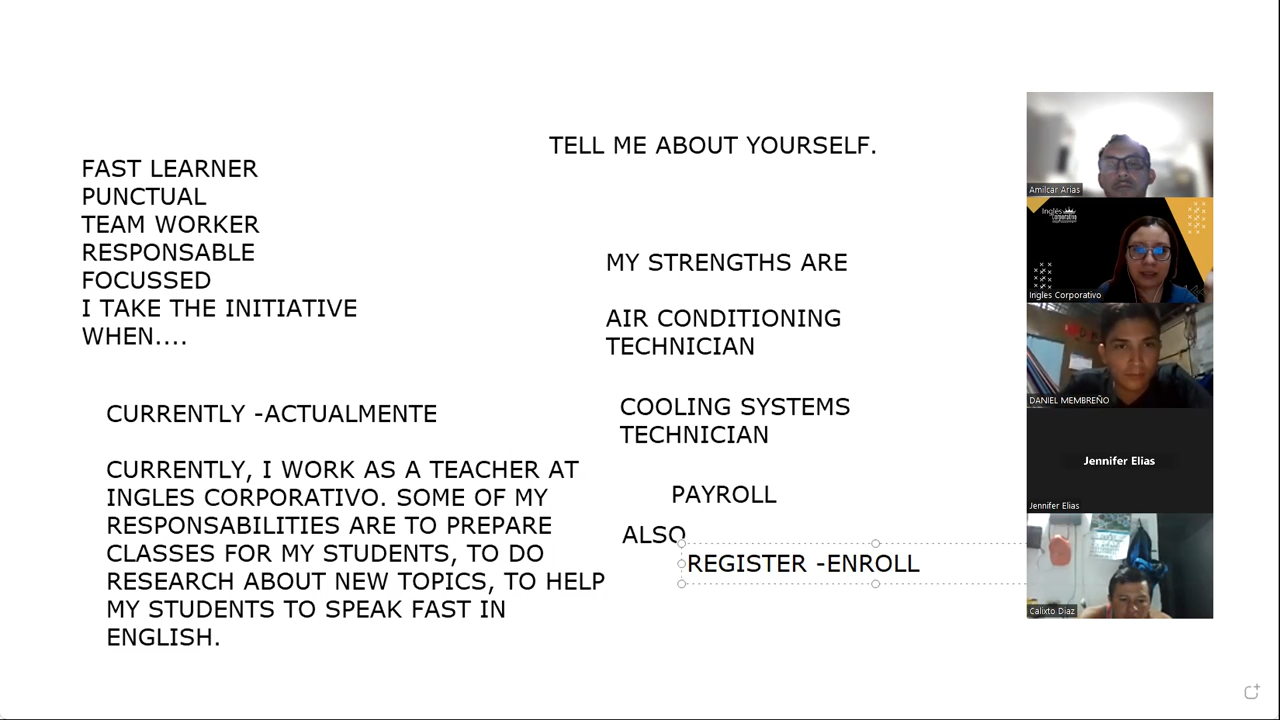 TELL ME ABOUT YOURSELF.
FAST LEARNER
PUNCTUAL
TEAM WORKER
RESPONSABLE
FOCUSSED
I TAKE THE INITIATIVE
WHEN....
MY STRENGTHS ARE
AIR CONDITIONING
TECHNICIAN
COOLING SYSTEMS
TECHNICIAN
CURRENTLY -ACTUALMENTE
CURRENTLY, I WORK AS A TEACHER AT
INGLES CORPORATIVO. SOME OF MY
RESPONSABILITIES ARE TO PREPARE
CLASSES FOR MY STUDENTS, TO DO
RESEARCH ABOUT NEW TOPICS, TO HELP
MY STUDENTS TO SPEAK FAST IN
ENGLISH.
PAYROLL
ALSO
REGISTER -ENROLL
Amilcar Arias
Inglés
Corporativo
Ingles Corporativo
DANIEL MEMBREÑO
Jennifer Elias
Jennifer Elias
Calixto Diaz